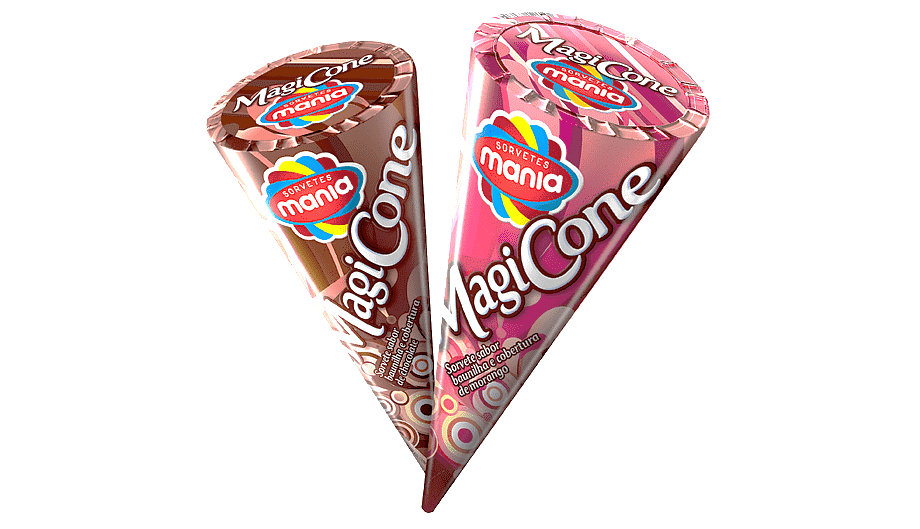 MagiCone
SORVETES
mania
SORVETES
mania
MagiCone
Sorvete sabor
baunilha e cobertura
de chocolate
MagiCone
SORVETES
mania
SORVETES
mania
MagiCone
Sorvete sabor
baunilha e cobertura
de morango